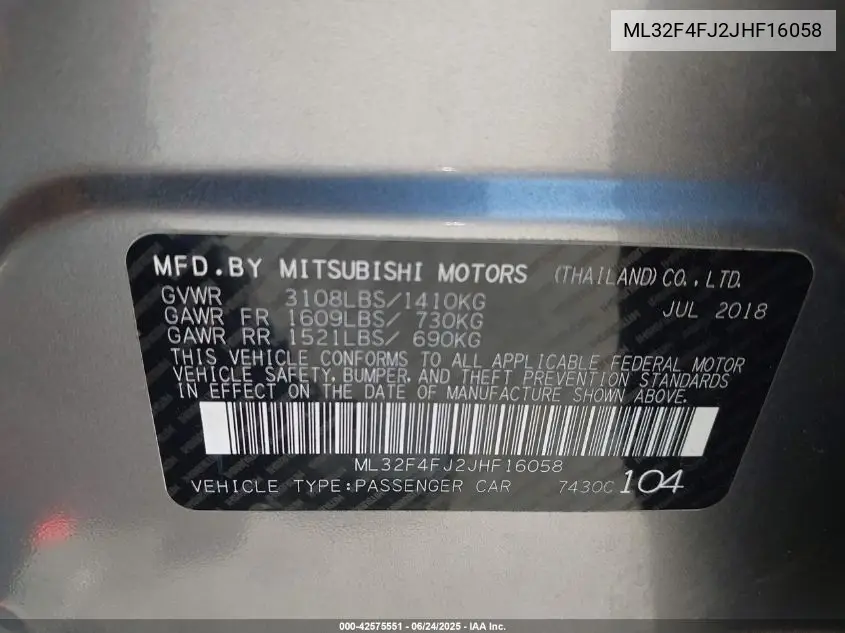 ML32F4FJ2JHF16058
MFD.BY MITSUBISHI MOTORS (THAILAND) CO.,LTD.
GVWR 3108LBS/1410KG JUL 2018
GAWR FR 1609LBS/ 730KG
GAWR RR 1521LBS/ 690KG
THIS VEHICLE CONFORMS TO ALL APPLICABLE FEDERAL MOTOR
VEHICLE SAFETY, BUMPER, AND THEFT PREVENTION STANDARDS
IN EFFECT ON THE DATE OF MANUFACTURE SHOWN ABOVE.
ML32F4FJ2JHF16058
VEHICLE TYPE:PASSENGER CAR 7430C 104
000-42575551 - 06/24/2025 - IAA Inc.